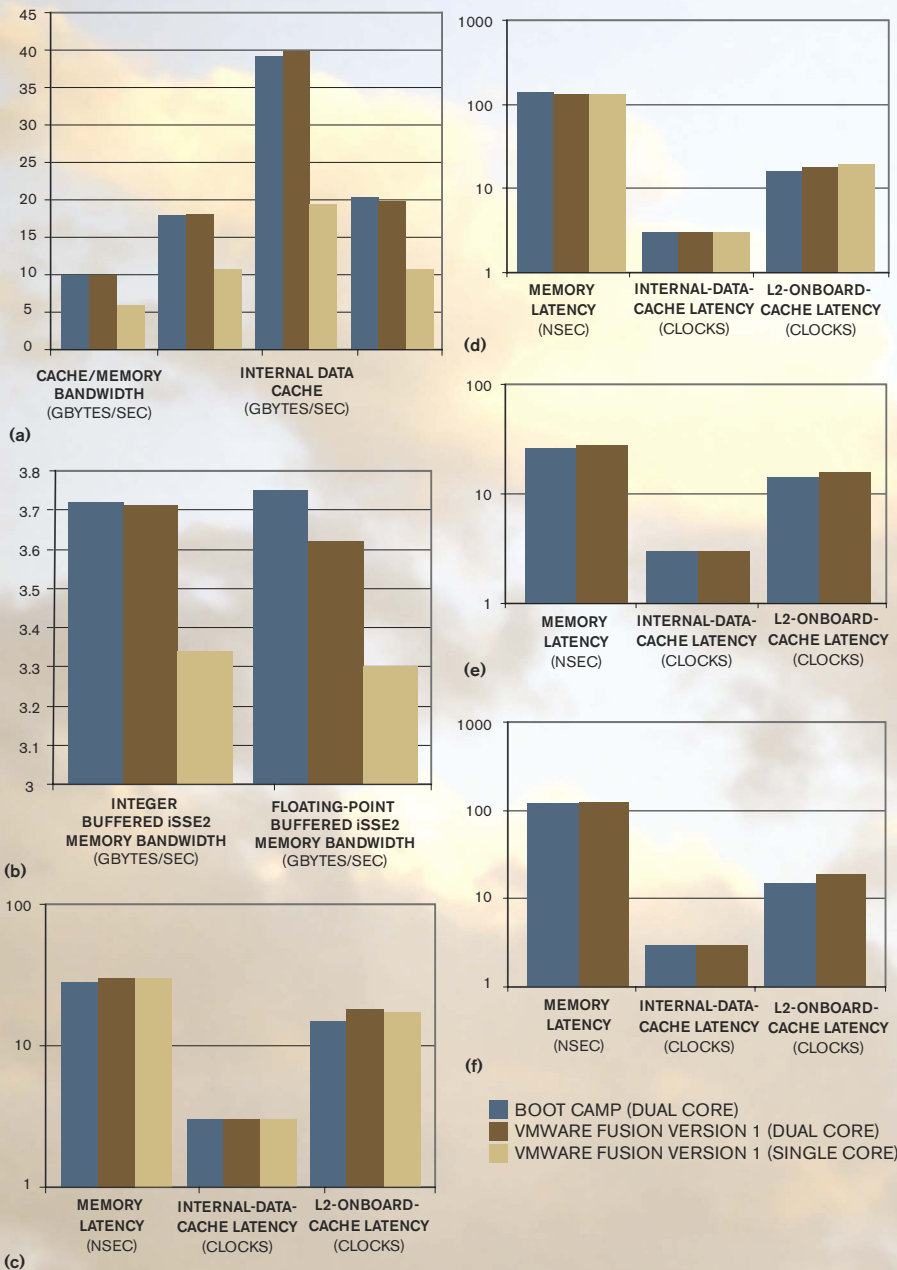 45
40
35
30
25
20
15
10
5
0
CACHE/MEMORY
BANDWIDTH
(GBYTES/SEC)
INTERNAL DATA
CACHE
(GBYTES/SEC)
(a)
3.8
3.7
3.6
3.5
3.4
3.3
3.2
3.1
3
INTEGER
BUFFERED iSSE2
MEMORY BANDWIDTH
(GBYTES/SEC)
FLOATING-POINT
BUFFERED iSSE2
MEMORY BANDWIDTH
(GBYTES/SEC)
(b)
100
10
1
MEMORY
LATENCY
(NSEC)
INTERNAL-DATA-
CACHE LATENCY
(CLOCKS)
L2-ONBOARD-
CACHE LATENCY
(CLOCKS)
(c)
1000
100
10
1
MEMORY
LATENCY
(NSEC)
INTERNAL-DATA-
CACHE LATENCY
(CLOCKS)
L2-ONBOARD-
CACHE LATENCY
(CLOCKS)
(d)
100
10
1
MEMORY
LATENCY
(NSEC)
INTERNAL-DATA-
CACHE LATENCY
(CLOCKS)
L2-ONBOARD-
CACHE LATENCY
(CLOCKS)
(e)
1000
100
10
1
MEMORY
LATENCY
(NSEC)
INTERNAL-DATA-
CACHE LATENCY
(CLOCKS)
L2-ONBOARD-
CACHE LATENCY
(CLOCKS)
(f)
BOOT CAMP (DUAL CORE)
VMWARE FUSION VERSION 1 (DUAL CORE)
VMWARE FUSION VERSION 1 (SINGLE CORE)